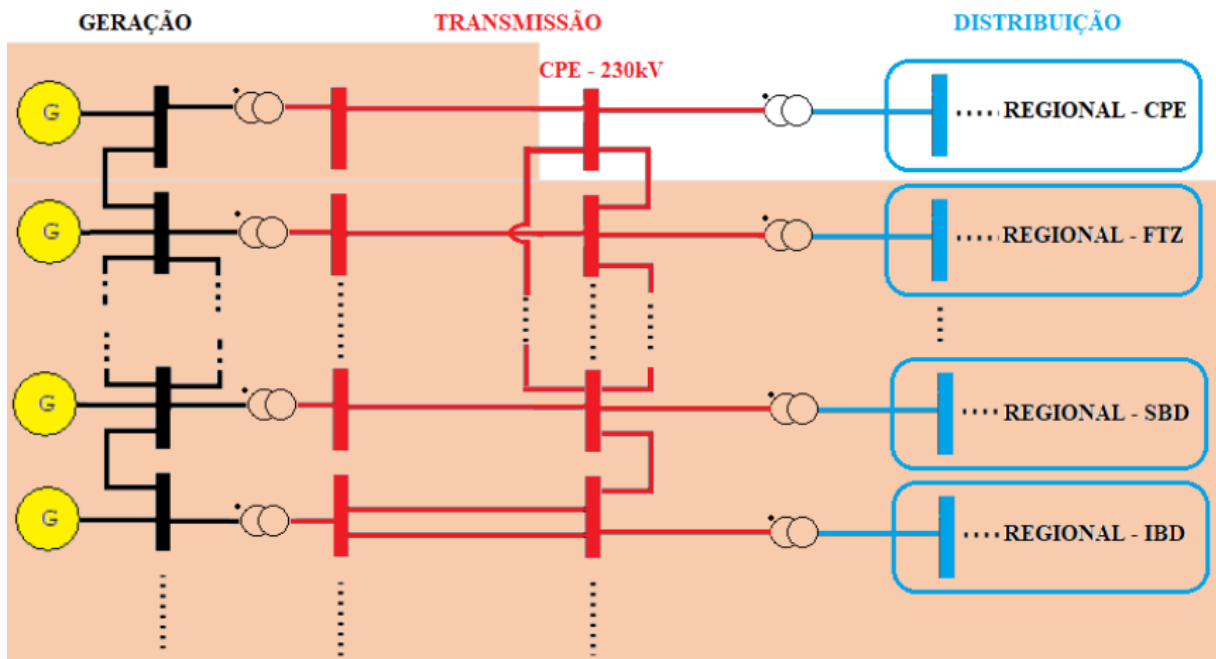 GERAÇÃO TRANSMISSÃO DISTRIBUIÇÃO
CPE - 230kV
G REGIONAL - CPE
G REGIONAL - FTZ
G REGIONAL - SBD
G REGIONAL - IBD